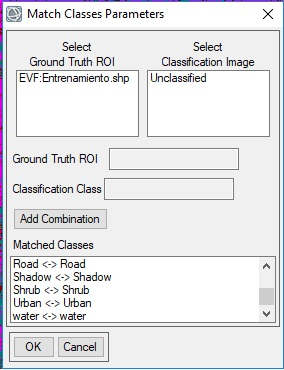 Match Classes Parameters
Select
Ground Truth ROI
Select
Classification Image
EVF:Entrenamiento.shp
Unclassified
Ground Truth ROI
Classification Class
Add Combination
Matched Classes
Road <-> Road
Shadow <-> Shadow
Shrub <-> Shrub
Urban <-> Urban
water <-> water
OK
Cancel